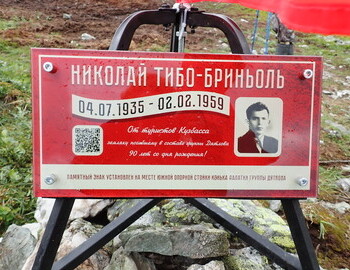 НИКОЛАЙ ТИБО-БРИНЬОЛЬ
04.07.1935 - 02.02.1959
От туристов Кузбасса
земляку погибшему в составе группы Дятлова
90 лет со дня рождения!
ПАМЯТНЫЙ ЗНАК УСТАНОВЛЕН НА МЕСТЕ ЮЖНОЙ ОПОРНОЙ СТОЙКИ КОНЬКА ПАЛАТКИ ГРУППЫ ДЯТЛОВА